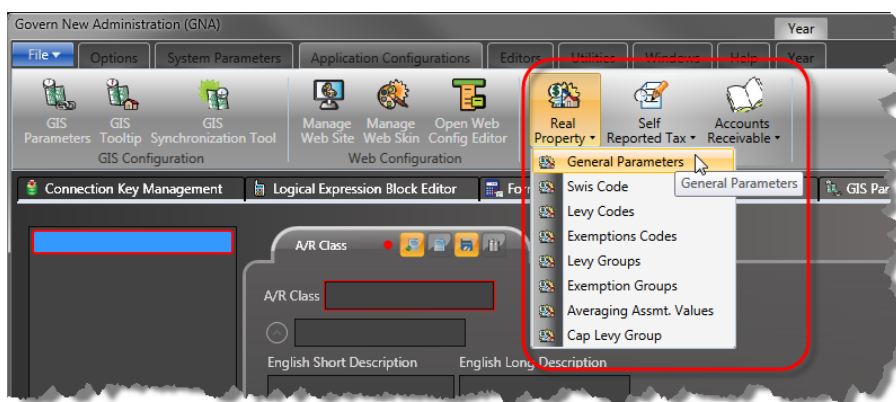 Govern New Administration (GNA)
Year
File Options System Parameters Application Configurations Editors Utilities Windows Help Year
GIS Parameters
GIS Tooltip
GIS Synchronization Tool
GIS Configuration
Manage Web Site
Manage Web Skin
Open Web Config Editor
Web Configuration
Real Property
Self Reported Tax
Accounts Receivable
General Parameters
Swis Code
Levy Codes
Exemptions Codes
Levy Groups
Exemption Groups
Averaging Assmt. Values
Cap Levy Group
General Parameters
Connection Key Management
Logical Expression Block Editor
GIS Par
A/R Class
A/R Class
English Short Description
English Long Description